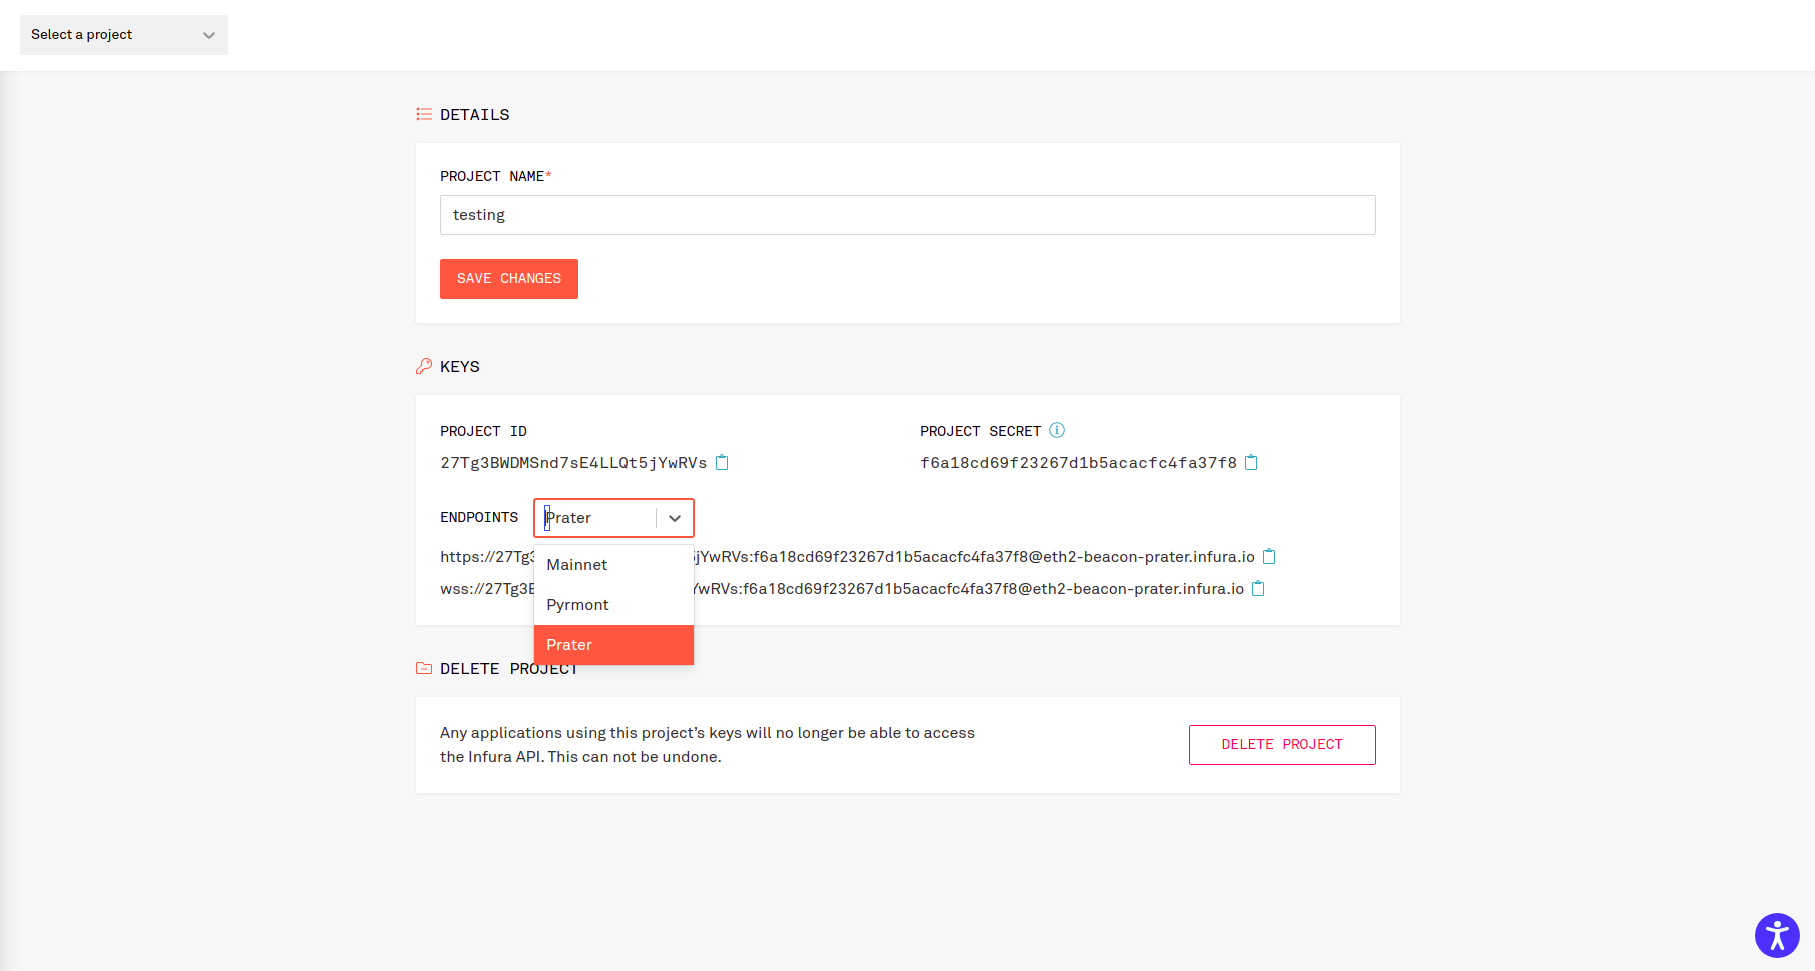 Select a project
DETAILS
PROJECT NAME*
testing
SAVE CHANGES
KEYS
PROJECT ID
PROJECT SECRET
27Tg3BWDMSnd7sE4LLQt5jYwRVs
f6a18cd69f23267d1b5acacfc4fa37f8
ENDPOINTS
Prater
https://27Tg3 jYwRVs:f6a18cd69f23267d1b5acacfc4fa37f8@eth2-beacon-prater.infura.io
Mainnet
wss://27Tg3B YwRVs:f6a18cd69f23267d1b5acacfc4fa37f8@eth2-beacon-prater.infura.io
Pyrmont
Prater
DELETE PROJECT
Any applications using this project's keys will no longer be able to access
the Infura API. This can not be undone.
DELETE PROJECT